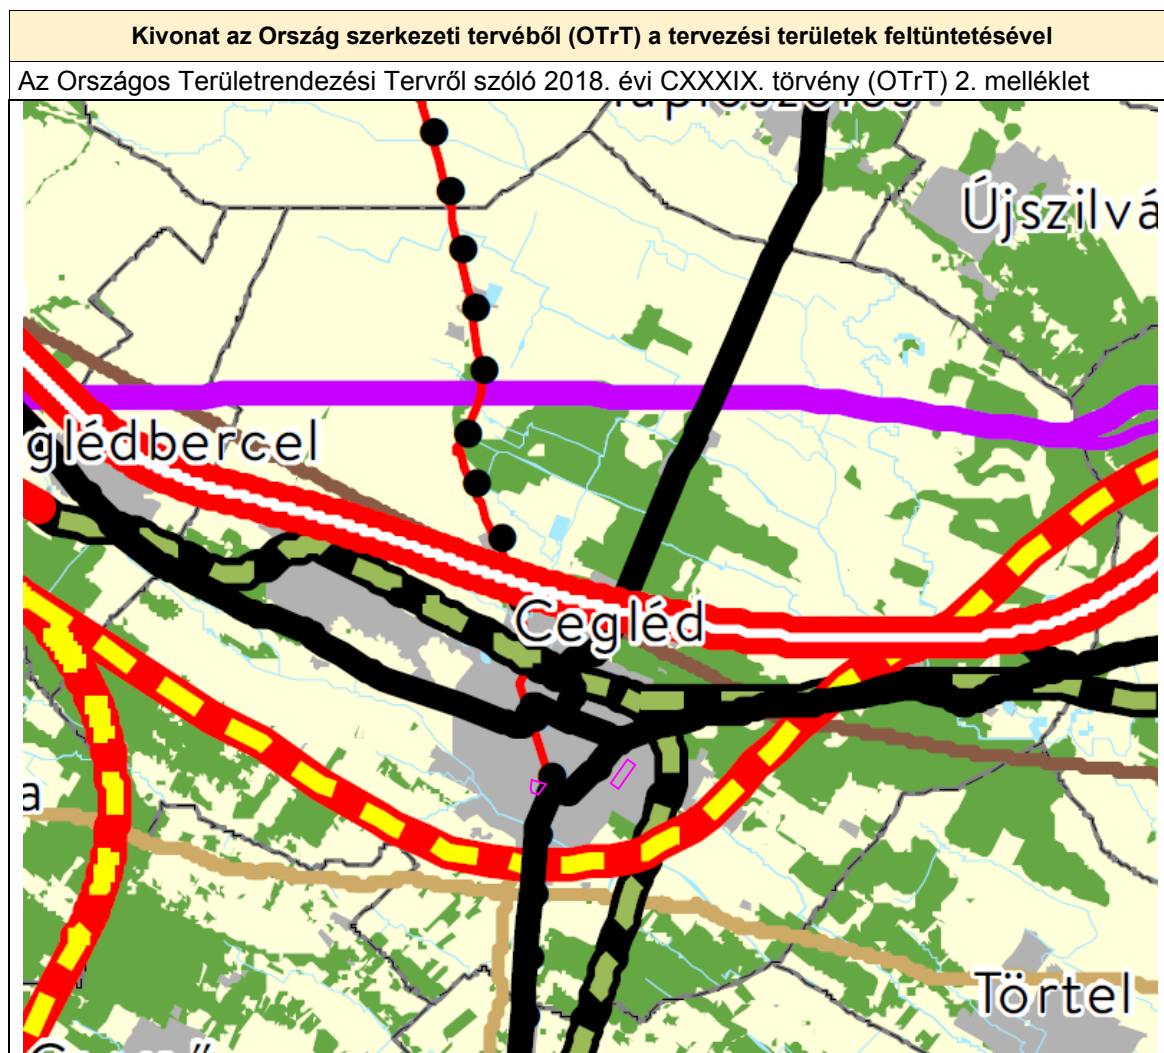 Kivonat az Ország szerkezeti tervéből (OTrT) a tervezési területek feltüntetésével
Az Országos Területrendezési Tervről szóló 2018. évi CXXXIX. törvény (OTrT) 2. melléklet
Újszilvá
glédbercel
Cegléd
a
Törtel